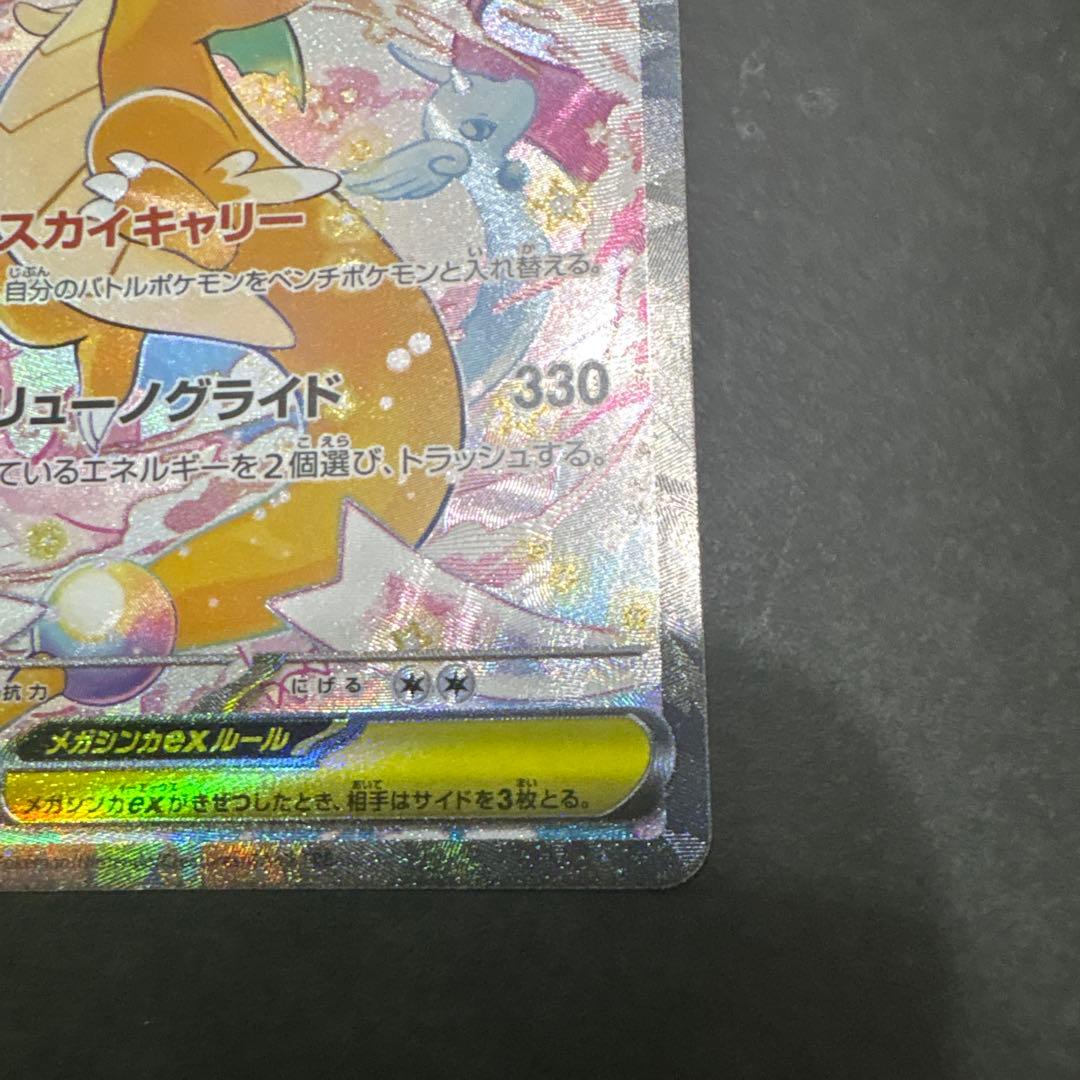 スカイキャリー
自分のバトルポケモンをベンチポケモンと入れ替える。
リューノグライド 330
ているエネルギーを2個選び、トラッシュする。
抗力 にげる
メガシンカexルール
メガシンカexがきぜつしたとき、相手はサイドを3枚とる。